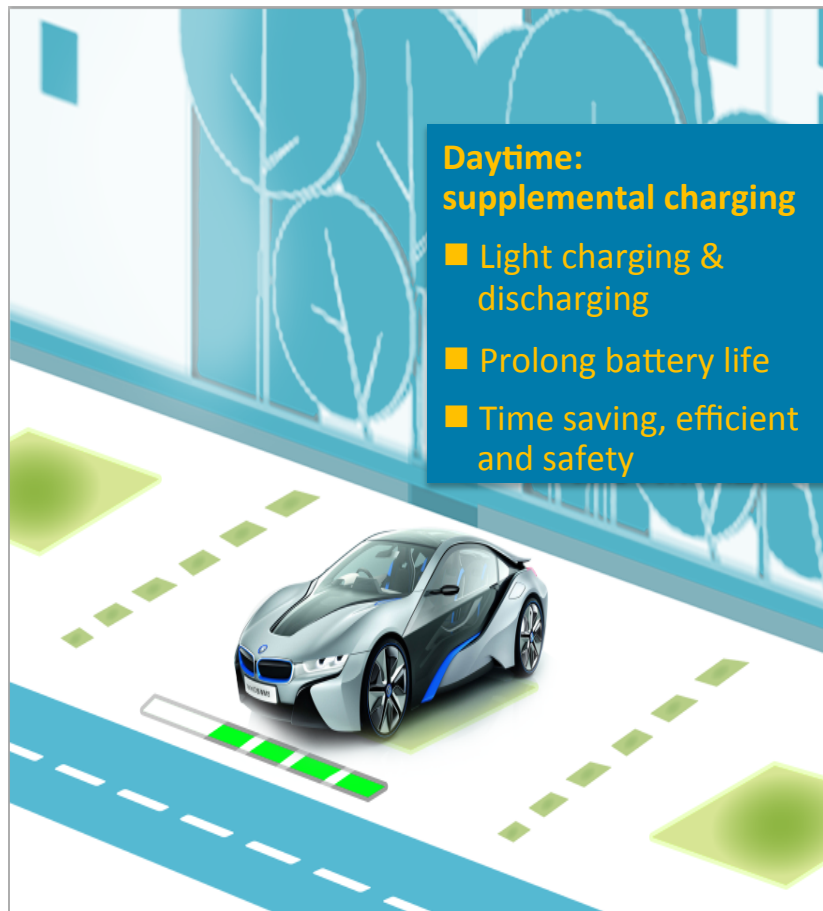 Daytime:
supplemental charging
■ Light charging &
discharging
■ Prolong battery life
■ Time saving, efficient
and safety